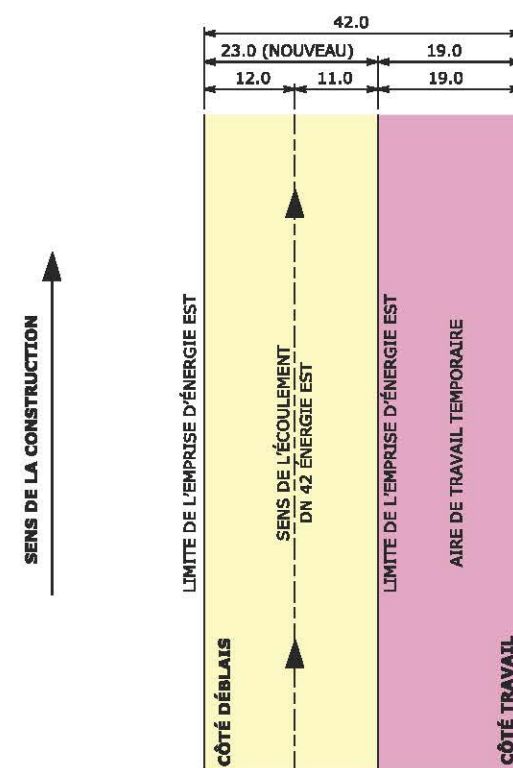 42.0
23.0 (NOUVEAU)
19.0
12.0
11.0
19.0
SENS DE LA CONSTRUCTION
LIMITE DE L'EMPRISE D'ÉNERGIE EST
SENS DE L'ÉCOULEMENT
DN 42 ÉNERGIE EST
LIMITE DE L'EMPRISE D'ÉNERGIE EST
AIRE DE TRAVAIL TEMPORAIRE
CÔTÉ DÉBLAIS
CÔTÉ TRAVAIL